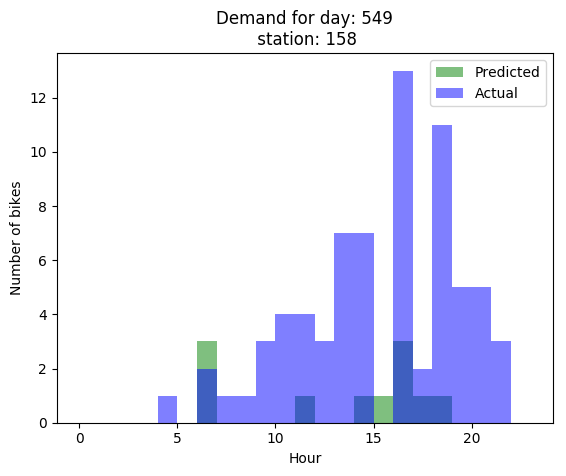 Demand for day: 549
station: 158
Predicted
Actual
12
10
8
6
4
2
0
Number of bikes
0 5 10 15 20
Hour